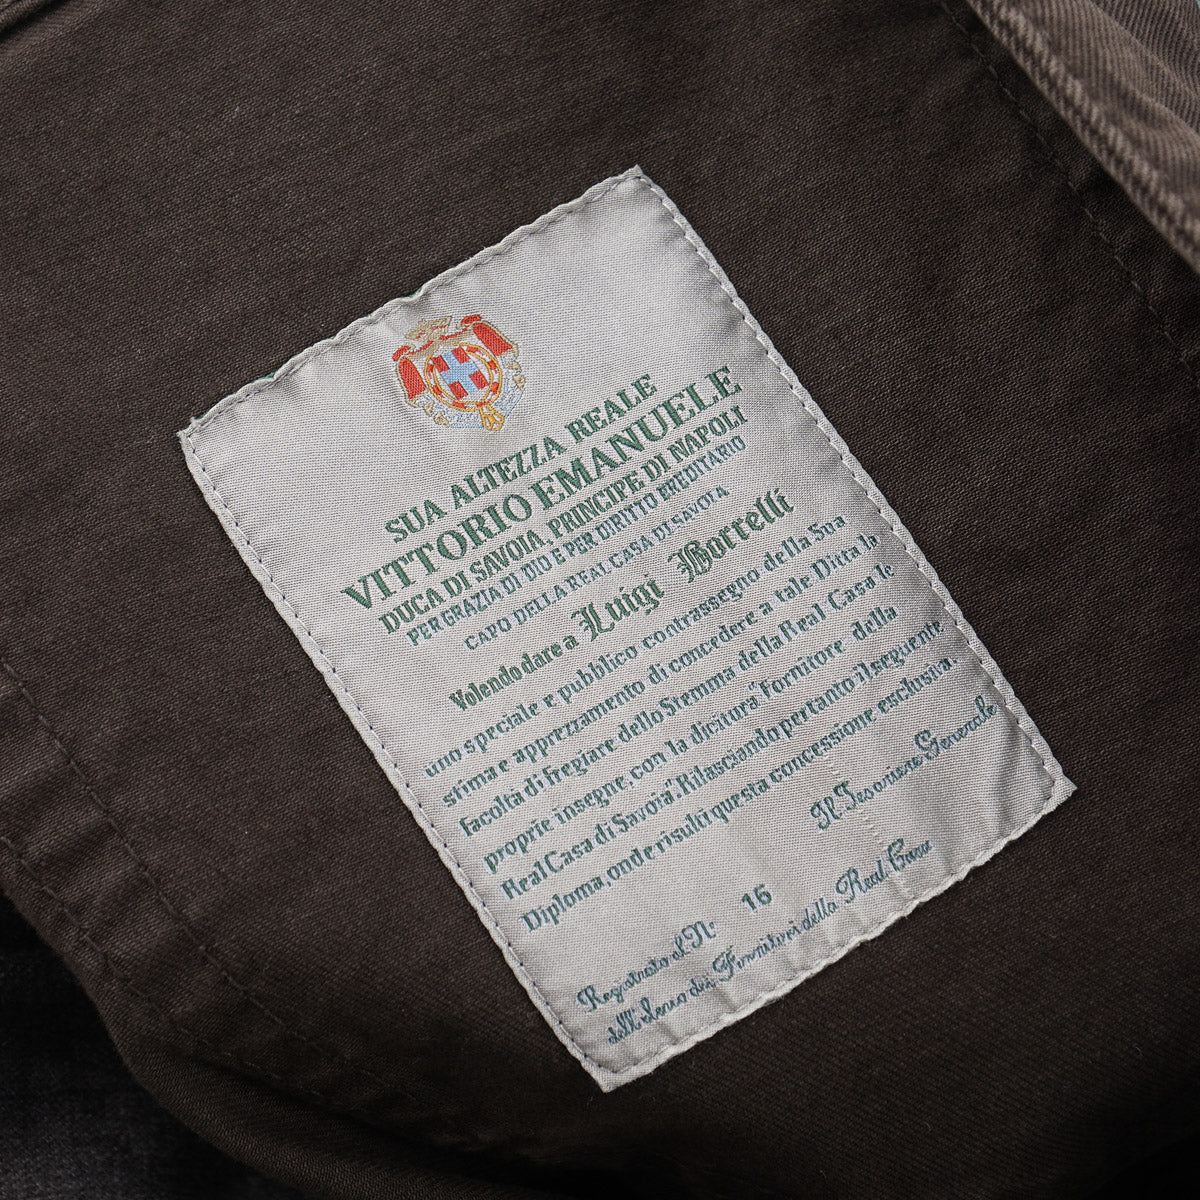 SUA ALTEZZA REALE
VITTORIO EMANUELE
DUCA DI SAVOIA, PRINCIPE DI NAPOLI
PER GRAZIA DI DIO E PER DIRITTO EREDITARIO
CAPO DELLA REAL CASA DI SAVOIA
Volendo dare a Luigi Borrelli
uno speciale e pubblico contrassegno della Sua
stima e apprezzamento di concedere a tale Ditta la
facoltà di fregiare dello Stemma della Real Casa le
proprie insegne, con la dicitura "Fornitore della
Real Casa di Savoia". Rilasciando pertanto il seguente
Diploma, onde risulti questa concessione esclusiva.
Il Tesoriere Generale
Registrato al N° 16
dell'elenco dei Fornitori della Real Casa